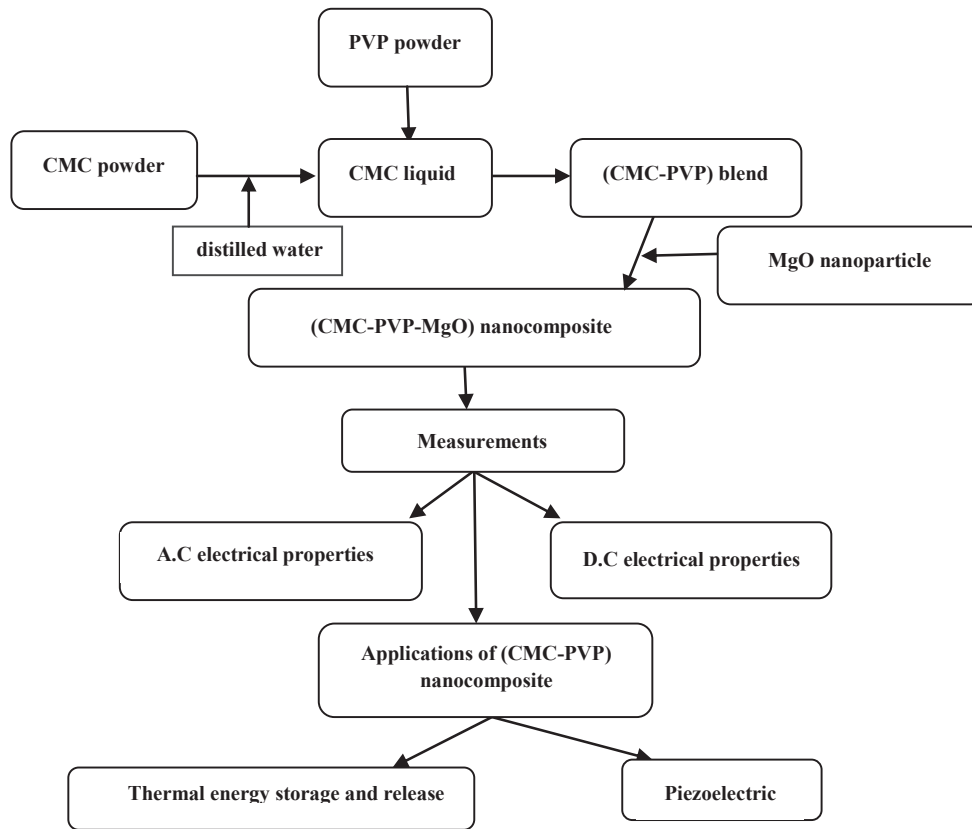 PVP powder
CMC powder
CMC liquid
(CMC-PVP) blend
distilled water
MgO nanoparticle
(CMC-PVP-MgO) nanocomposite
Measurements
A.C electrical properties
D.C electrical properties
Applications of (CMC-PVP)
nanocomposite
Thermal energy storage and release
Piezoelectric